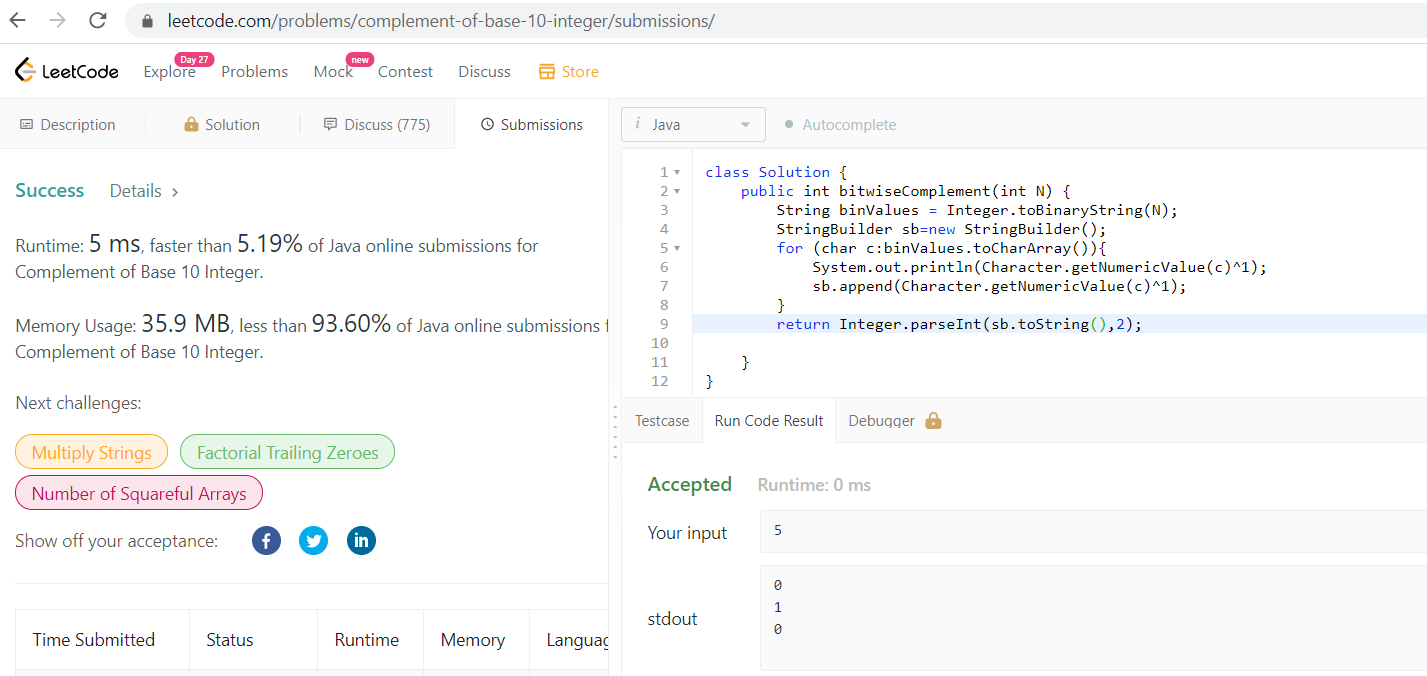 leetcode.com/problems/complement-of-base-10-integer/submissions/
LeetCode
Explore
Day 27
Problems
Mock
new
Contest
Discuss
Store
Description
Solution
Discuss (775)
Submissions
Success
Details >
Runtime: 5 ms, faster than 5.19% of Java online submissions for
Complement of Base 10 Integer.
Memory Usage: 35.9 MB, less than 93.60% of Java online submissions f
Complement of Base 10 Integer.
Next challenges:
Multiply Strings
Factorial Trailing Zeroes
Number of Squareful Arrays
Show off your acceptance:
Time Submitted
Status
Runtime
Memory
Languag
i Java
Autocomplete
1 class Solution {
2 public int bitwiseComplement(int N) {
3 String binValues = Integer.toBinaryString(N);
4 StringBuilder sb=new StringBuilder();
5 for (char c:binValues.toCharArray()){
6 System.out.println(Character.getNumericValue(c)^1);
7 sb.append(Character.getNumericValue(c)^1);
8 }
9 return Integer.parseInt(sb.toString(),2);
10
11 }
12 }
Testcase
Run Code Result
Debugger
Accepted
Runtime: 0 ms
Your input
5
stdout
0
1
0